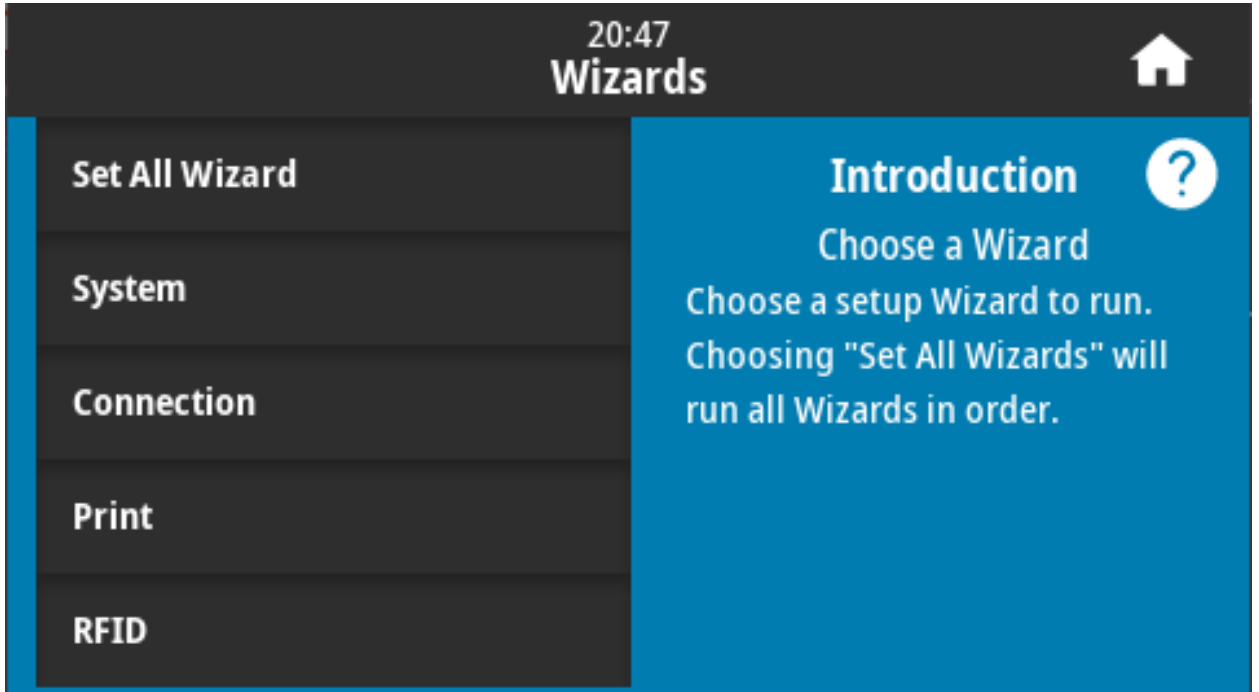 20:47
Wizards
Set All Wizard
System
Connection
Print
RFID
Introduction
?
Choose a Wizard
Choose a setup Wizard to run.
Choosing "Set All Wizards" will
run all Wizards in order.